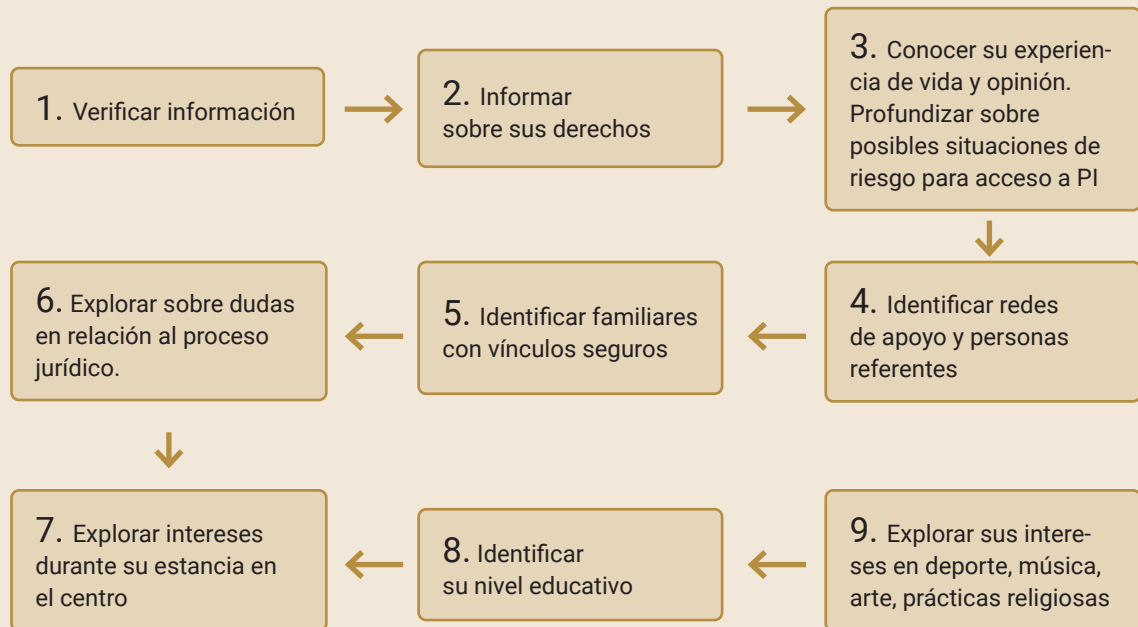 1. Verificar información
2. Informar
sobre sus derechos
3. Conocer su experien-
cia de vida y opinión.
Profundizar sobre
posibles situaciones de
riesgo para acceso a PI
4. Identificar redes
de apoyo y personas
referentes
5. Identificar familiares
con vínculos seguros
6. Explorar sobre dudas
en relación al proceso
jurídico.
7. Explorar intereses
durante su estancia en
el centro
8. Identificar
su nivel educativo
9. Explorar sus intere-
ses en deporte, música,
arte, prácticas religiosas